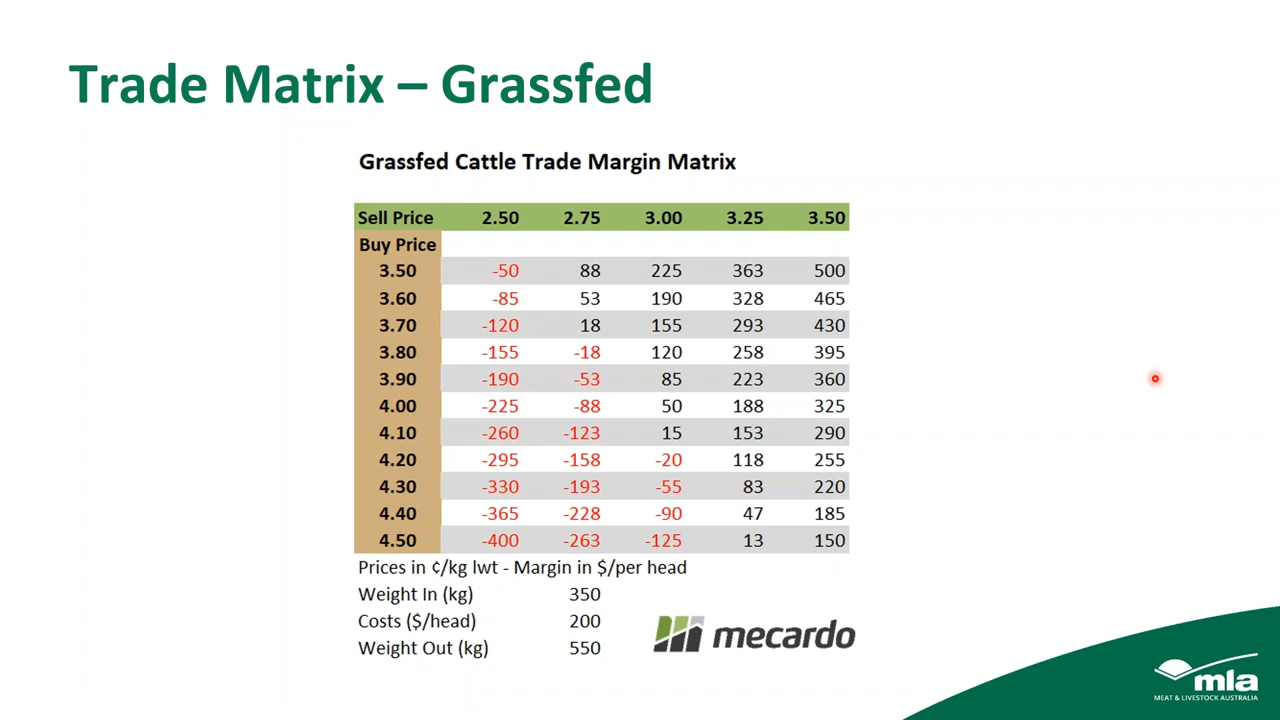 Trade Matrix – Grassfed
Grassfed Cattle Trade Margin Matrix
Sell Price 2.50 2.75 3.00 3.25 3.50
Buy Price
3.50 -50 88 225 363 500
3.60 -85 53 190 328 465
3.70 -120 18 155 293 430
3.80 -155 -18 120 258 395
3.90 -190 -53 85 223 360
4.00 -225 -88 50 188 325
4.10 -260 -123 15 153 290
4.20 -295 -158 -20 118 255
4.30 -330 -193 -55 83 220
4.40 -365 -228 -90 47 185
4.50 -400 -263 -125 13 150
Prices in ¢/kg lwt - Margin in $/per head
Weight In (kg) 350
Costs ($/head) 200
Weight Out (kg) 550
mecardo
mla
MEAT & LIVESTOCK AUSTRALIA